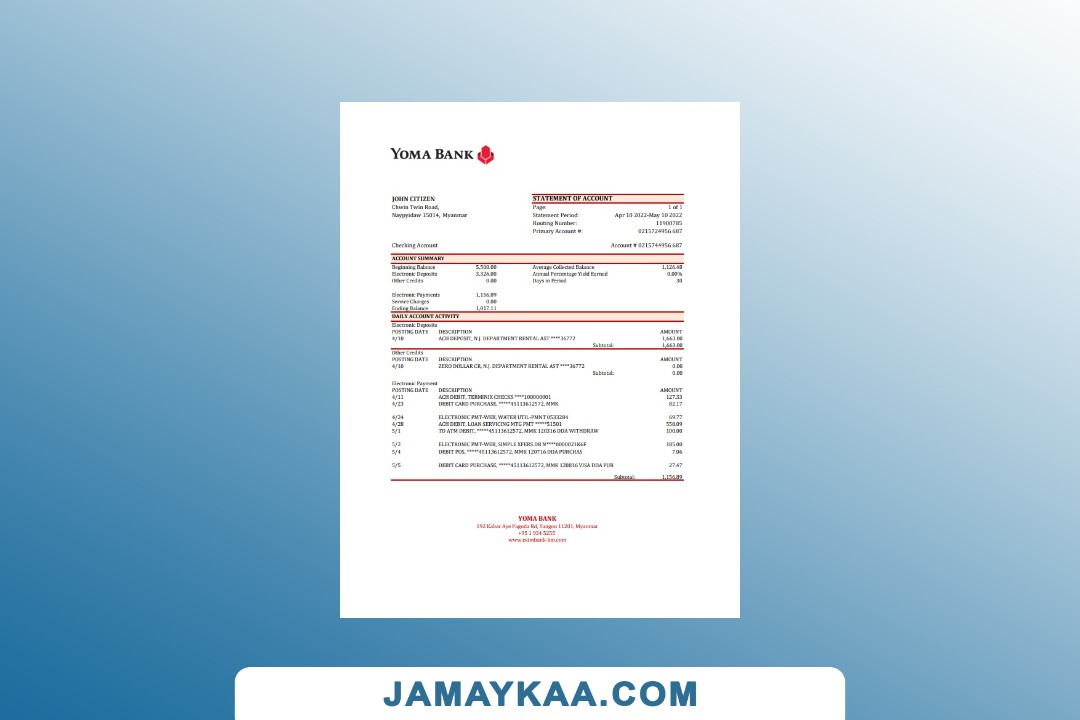 YOMA BANK
JOHN CITIZEN
Chwin Twin Road,
Naypyidaw 15014, Myanmar
STATEMENT OF ACCOUNT
Page: 1 of 1
Statement Period: Apr 10 2022-May 10 2022
Routing Number: 11900785
Primary Account #: 0215724956 687
Checking Account Account # 0215744956 687
ACCOUNT SUMMARY
Beginning Balance 5,500.00 Average Collected Balance 1,126.48
Electronic Deposits 3,326.00 Annual Percentage Yield Earned 0.00%
Other Credits 0.00 Days in Period 30
Electronic Payments 1,156.89
Service Charges 0.00
Ending Balance 1,017.11
DAILY ACCOUNT ACTIVITY
Electronic Deposits
POSTING DATE DESCRIPTION AMOUNT
4/10 ACH DEPOSIT, N.J. DEPARTMENT RENTAL AST ****36772 1,663.00
Subtotal: 1,663.00
Other Credits
POSTING DATE DESCRIPTION AMOUNT
4/10 ZERO DOLLAR CR, N.J. DEPARTMENT RENTAL AST ****36772 0.00
Subtotal: 0.00
Electronic Payment
POSTING DATE DESCRIPTION AMOUNT
4/11 ACH DEBIT, TERMINIX CHECKS ****100000001 127.33
4/23 DEBIT CARD PURCHASE, *****45113612572, MMK 82.17
4/24 ELECTRONIC PMT-WEB, WATER UTIL-PMNT 0533284 69.77
4/28 ACH DEBIT, LOAN SERVICING MTG PMT *****51501 558.09
5/1 TD ATM DEBIT, *****45113612572, MMK 120316 DDA WITHDRAW 100.00
5/2 ELECTRONIC PMT-WEB, SIMPLE XFERS DR 185.00
5/4 DEBIT POS, *****45113612572, MMK 120716 DDA PURCHAS 7.06
5/5 DEBIT CARD PURCHASE, *****45113612572, MMK 120816 VISA DDA PUR 27.47
Subtotal: 1,156.89
YOMA BANK
192 Kabar Aye Pagoda Rd, Yangon 11201, Myanmar
+95 1 934 5255
www.eximbank-km.com
JAMAYKAA.COM